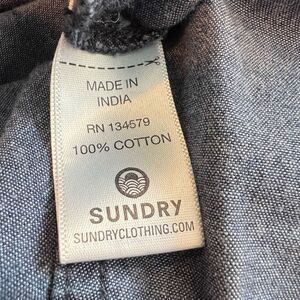 MADE IN
INDIA
RN 134579
100% COTTON
SUNDRY
SUNDRYCLOTHING.COM